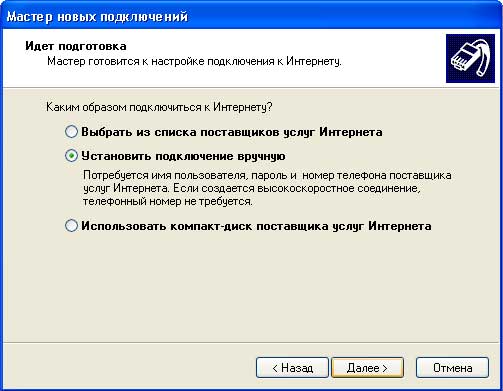 Мастер новых подключений
Идет подготовка
Мастер готовится к настройке подключения к Интернету.
Каким образом подключиться к Интернету?
Выбрать из списка поставщиков услуг Интернета
Установить подключение вручную
Потребуется имя пользователя, пароль и номер телефона поставщика
услуг Интернета. Если создается высокоскоростное соединение,
телефонный номер не требуется.
Использовать компакт-диск поставщика услуг Интернета
< Назад
Далее >
Отмена